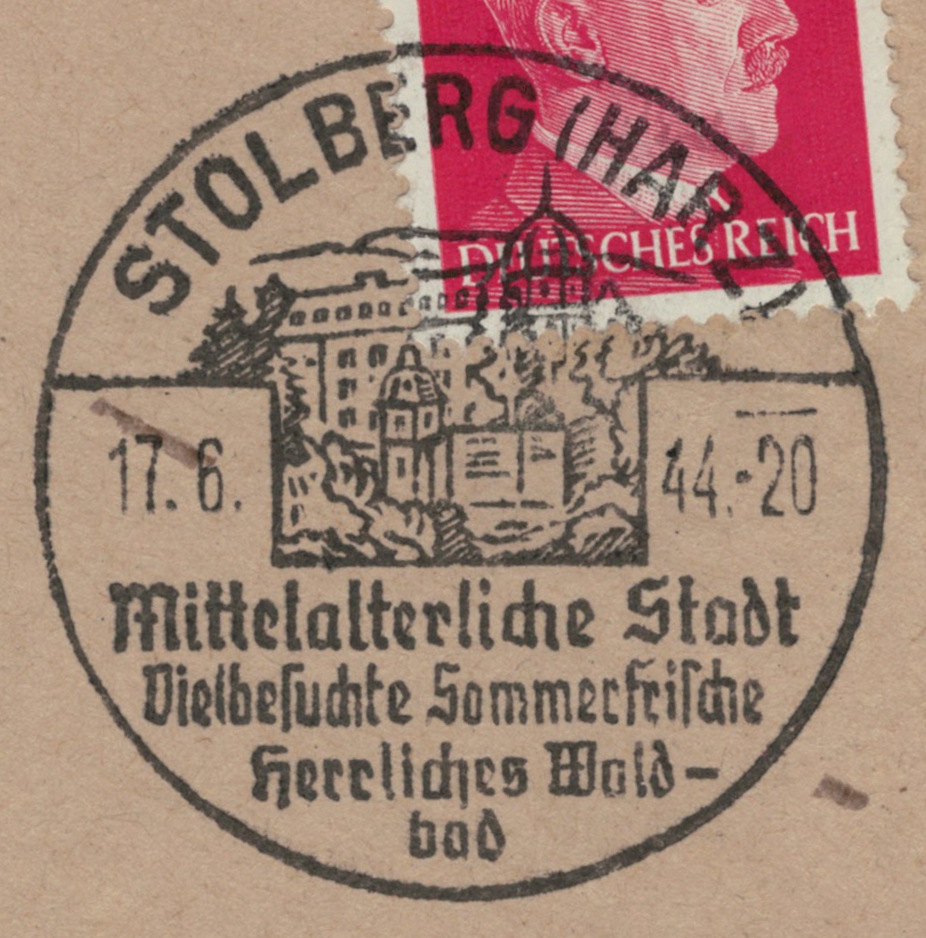 STOLBERG (HARZ)
DEUTSCHES REICH
17.6. 44.-20
Mittelalterliche Stadt
Vielbeſuchte Sommerfriſche
Herrliches Wald-
bad